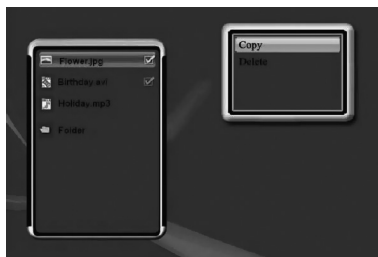 Flower.jpg
Birthday.avi
Holiday.mp3
Folder
Copy
Delete